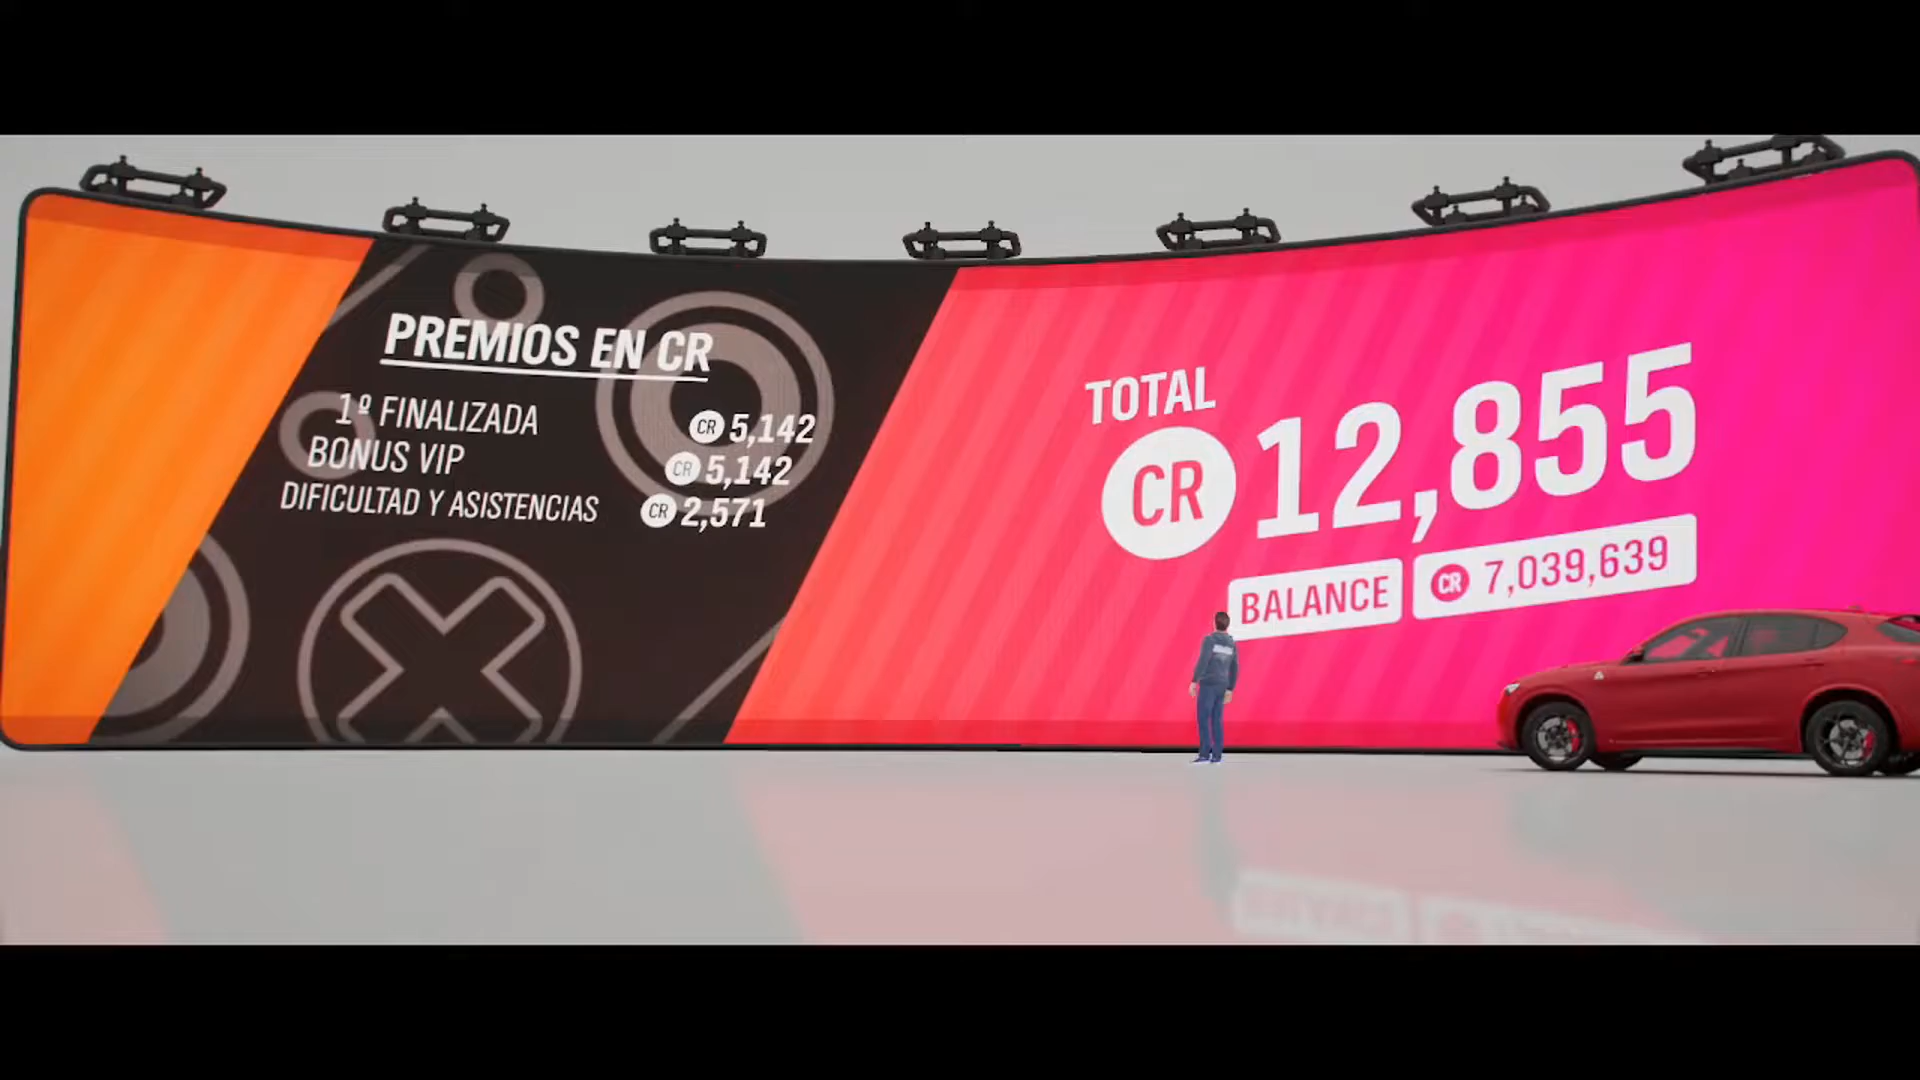 PREMIOS EN CR
1º FINALIZADA CR 5,142
BONUS VIP CR 5,142
DIFICULTAD Y ASISTENCIAS CR 2,571
TOTAL
CR 12,855
BALANCE CR 7,039,639